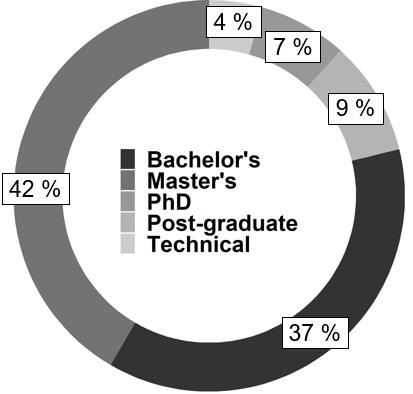 4 %
7 %
9 %
Bachelor's
Master's
PhD
Post-graduate
Technical
42 %
37 %